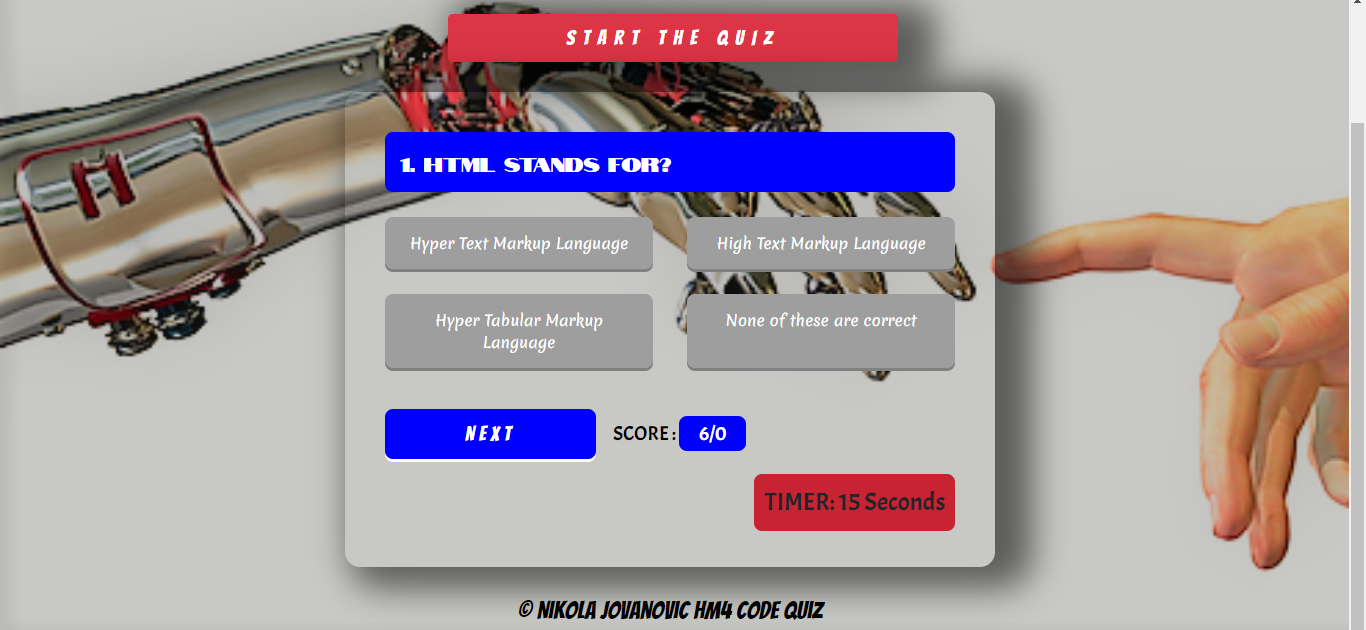 START THE QUIZ
1. HTML STANDS FOR?
Hyper Text Markup Language
High Text Markup Language
Hyper Tabular Markup
Language
None of these are correct
NEXT
SCORE: 6/0
TIMER: 15 Seconds
© NIKOLA JOVANOVIC HM4 CODE QUIZ